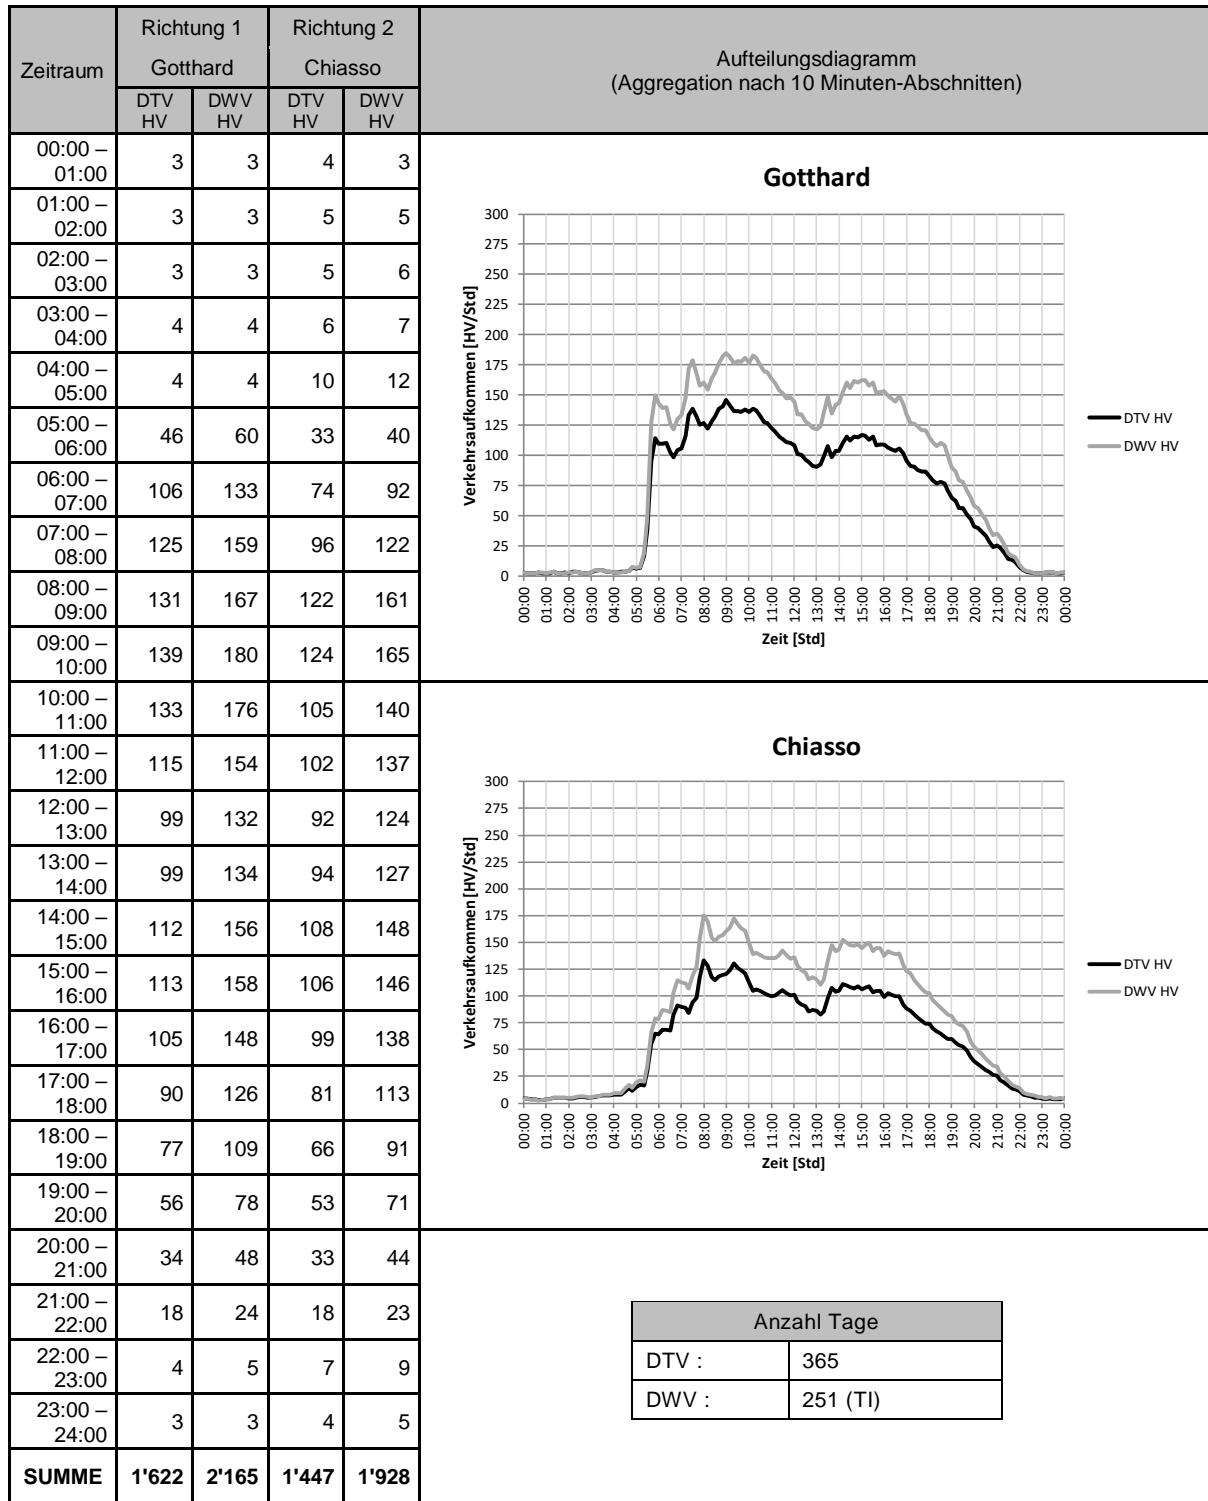 Zeitraum
Richtung 1
Richtung 2
Gotthard
Chiasso
DTV HV
DWV HV
DTV HV
DWV HV
Aufteilungsdiagramm
(Aggregation nach 10 Minuten-Abschnitten)
00:00 – 01:00 3 3 4 3
01:00 – 02:00 3 3 5 5
02:00 – 03:00 3 3 5 6
03:00 – 04:00 4 4 6 7
04:00 – 05:00 4 4 10 12
05:00 – 06:00 46 60 33 40
06:00 – 07:00 106 133 74 92
07:00 – 08:00 125 159 96 122
08:00 – 09:00 131 167 122 161
09:00 – 10:00 139 180 124 165
10:00 – 11:00 133 176 105 140
11:00 – 12:00 115 154 102 137
12:00 – 13:00 99 132 92 124
13:00 – 14:00 99 134 94 127
14:00 – 15:00 112 156 108 148
15:00 – 16:00 113 158 106 146
16:00 – 17:00 105 148 99 138
17:00 – 18:00 90 126 81 113
18:00 – 19:00 77 109 66 91
19:00 – 20:00 56 78 53 71
20:00 – 21:00 34 48 33 44
21:00 – 22:00 18 24 18 23
22:00 – 23:00 4 5 7 9
23:00 – 24:00 3 3 4 5
SUMME 1'622 2'165 1'447 1'928
Gotthard
Verkehrsaufkommen [HV/Std]
300
275
250
225
200
175
150
125
100
75
50
25
0
00:00 01:00 02:00 03:00 04:00 05:00 06:00 07:00 08:00 09:00 10:00 11:00 12:00 13:00 14:00 15:00 16:00 17:00 18:00 19:00 20:00 21:00 22:00 23:00 00:00
Zeit [Std]
DTV HV
DWV HV
Chiasso
Verkehrsaufkommen [HV/Std]
300
275
250
225
200
175
150
125
100
75
50
25
0
00:00 01:00 02:00 03:00 04:00 05:00 06:00 07:00 08:00 09:00 10:00 11:00 12:00 13:00 14:00 15:00 16:00 17:00 18:00 19:00 20:00 21:00 22:00 23:00 00:00
Zeit [Std]
DTV HV
DWV HV
Anzahl Tage
DTV : 365
DWV : 251 (TI)